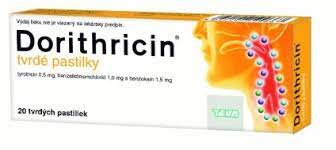 Výdaj lieku nie je viazaný na lekársky predpis.
Dorithricin®
tvrdé pastilky
tyrotricín 0,5 mg, benzalkóniumchlorid 1,0 mg a benzokaín 1,5 mg
20 tvrdých pastiliek
TEVA